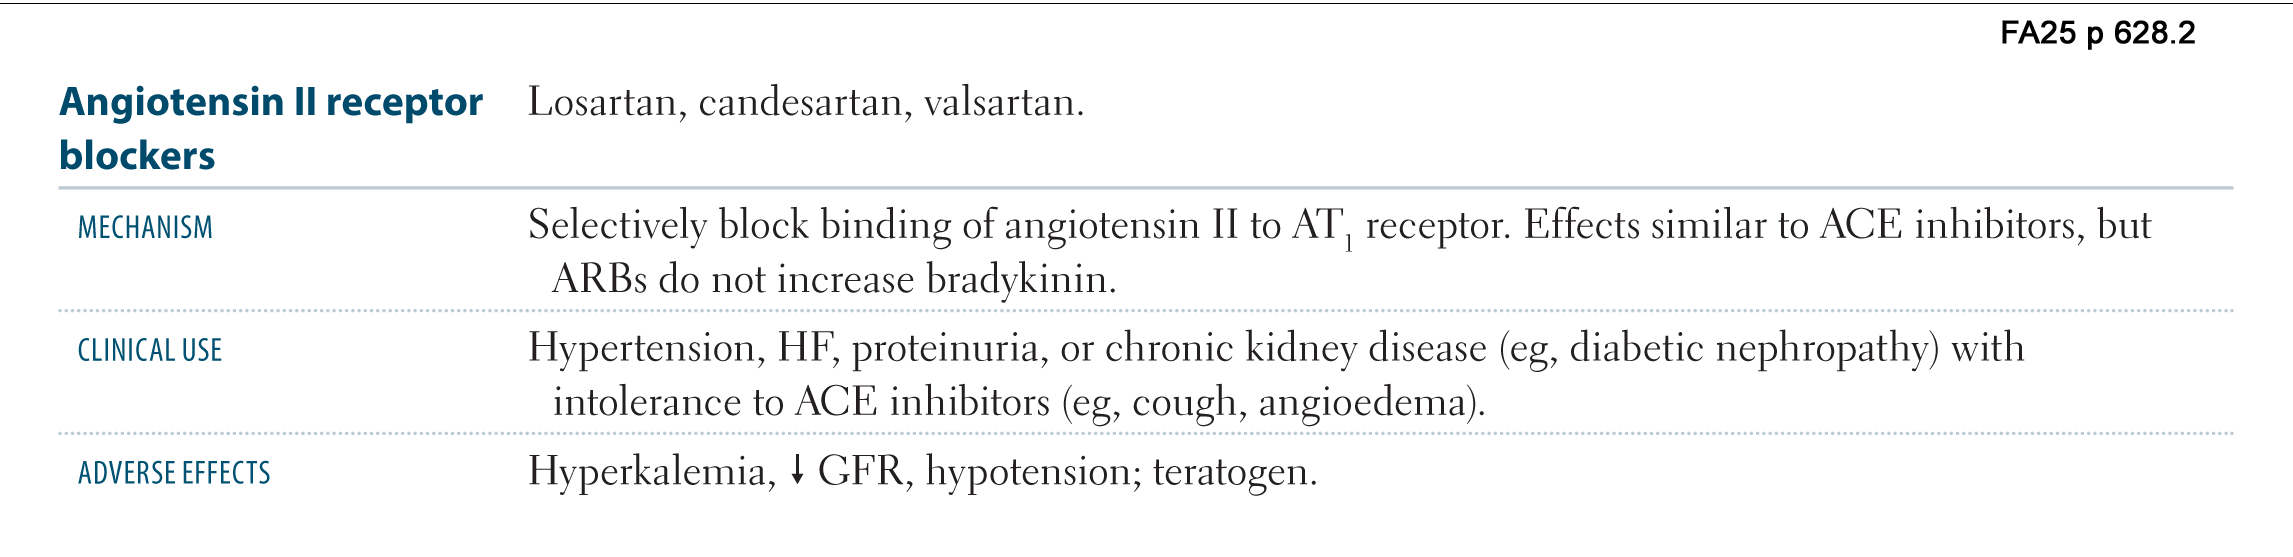 FA25 p 628.2
Angiotensin II receptor blockers
Losartan, candesartan, valsartan.
MECHANISM
Selectively block binding of angiotensin II to AT1 receptor. Effects similar to ACE inhibitors, but
ARBs do not increase bradykinin.
CLINICAL USE
Hypertension, HF, proteinuria, or chronic kidney disease (eg, diabetic nephropathy) with
intolerance to ACE inhibitors (eg, cough, angioedema).
ADVERSE EFFECTS
Hyperkalemia, ↓ GFR, hypotension; teratogen.